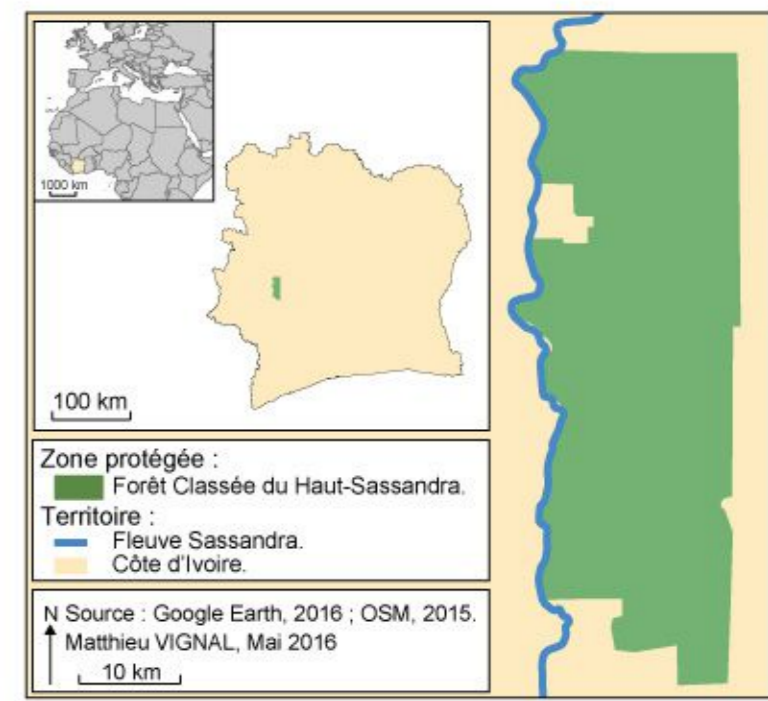 1000 km
100 km
Zone protégée :
Forêt Classée du Haut-Sassandra.
Territoire :
Fleuve Sassandra.
Côte d'Ivoire.
N Source : Google Earth, 2016 ; OSM, 2015.
Matthieu VIGNAL, Mai 2016
10 km